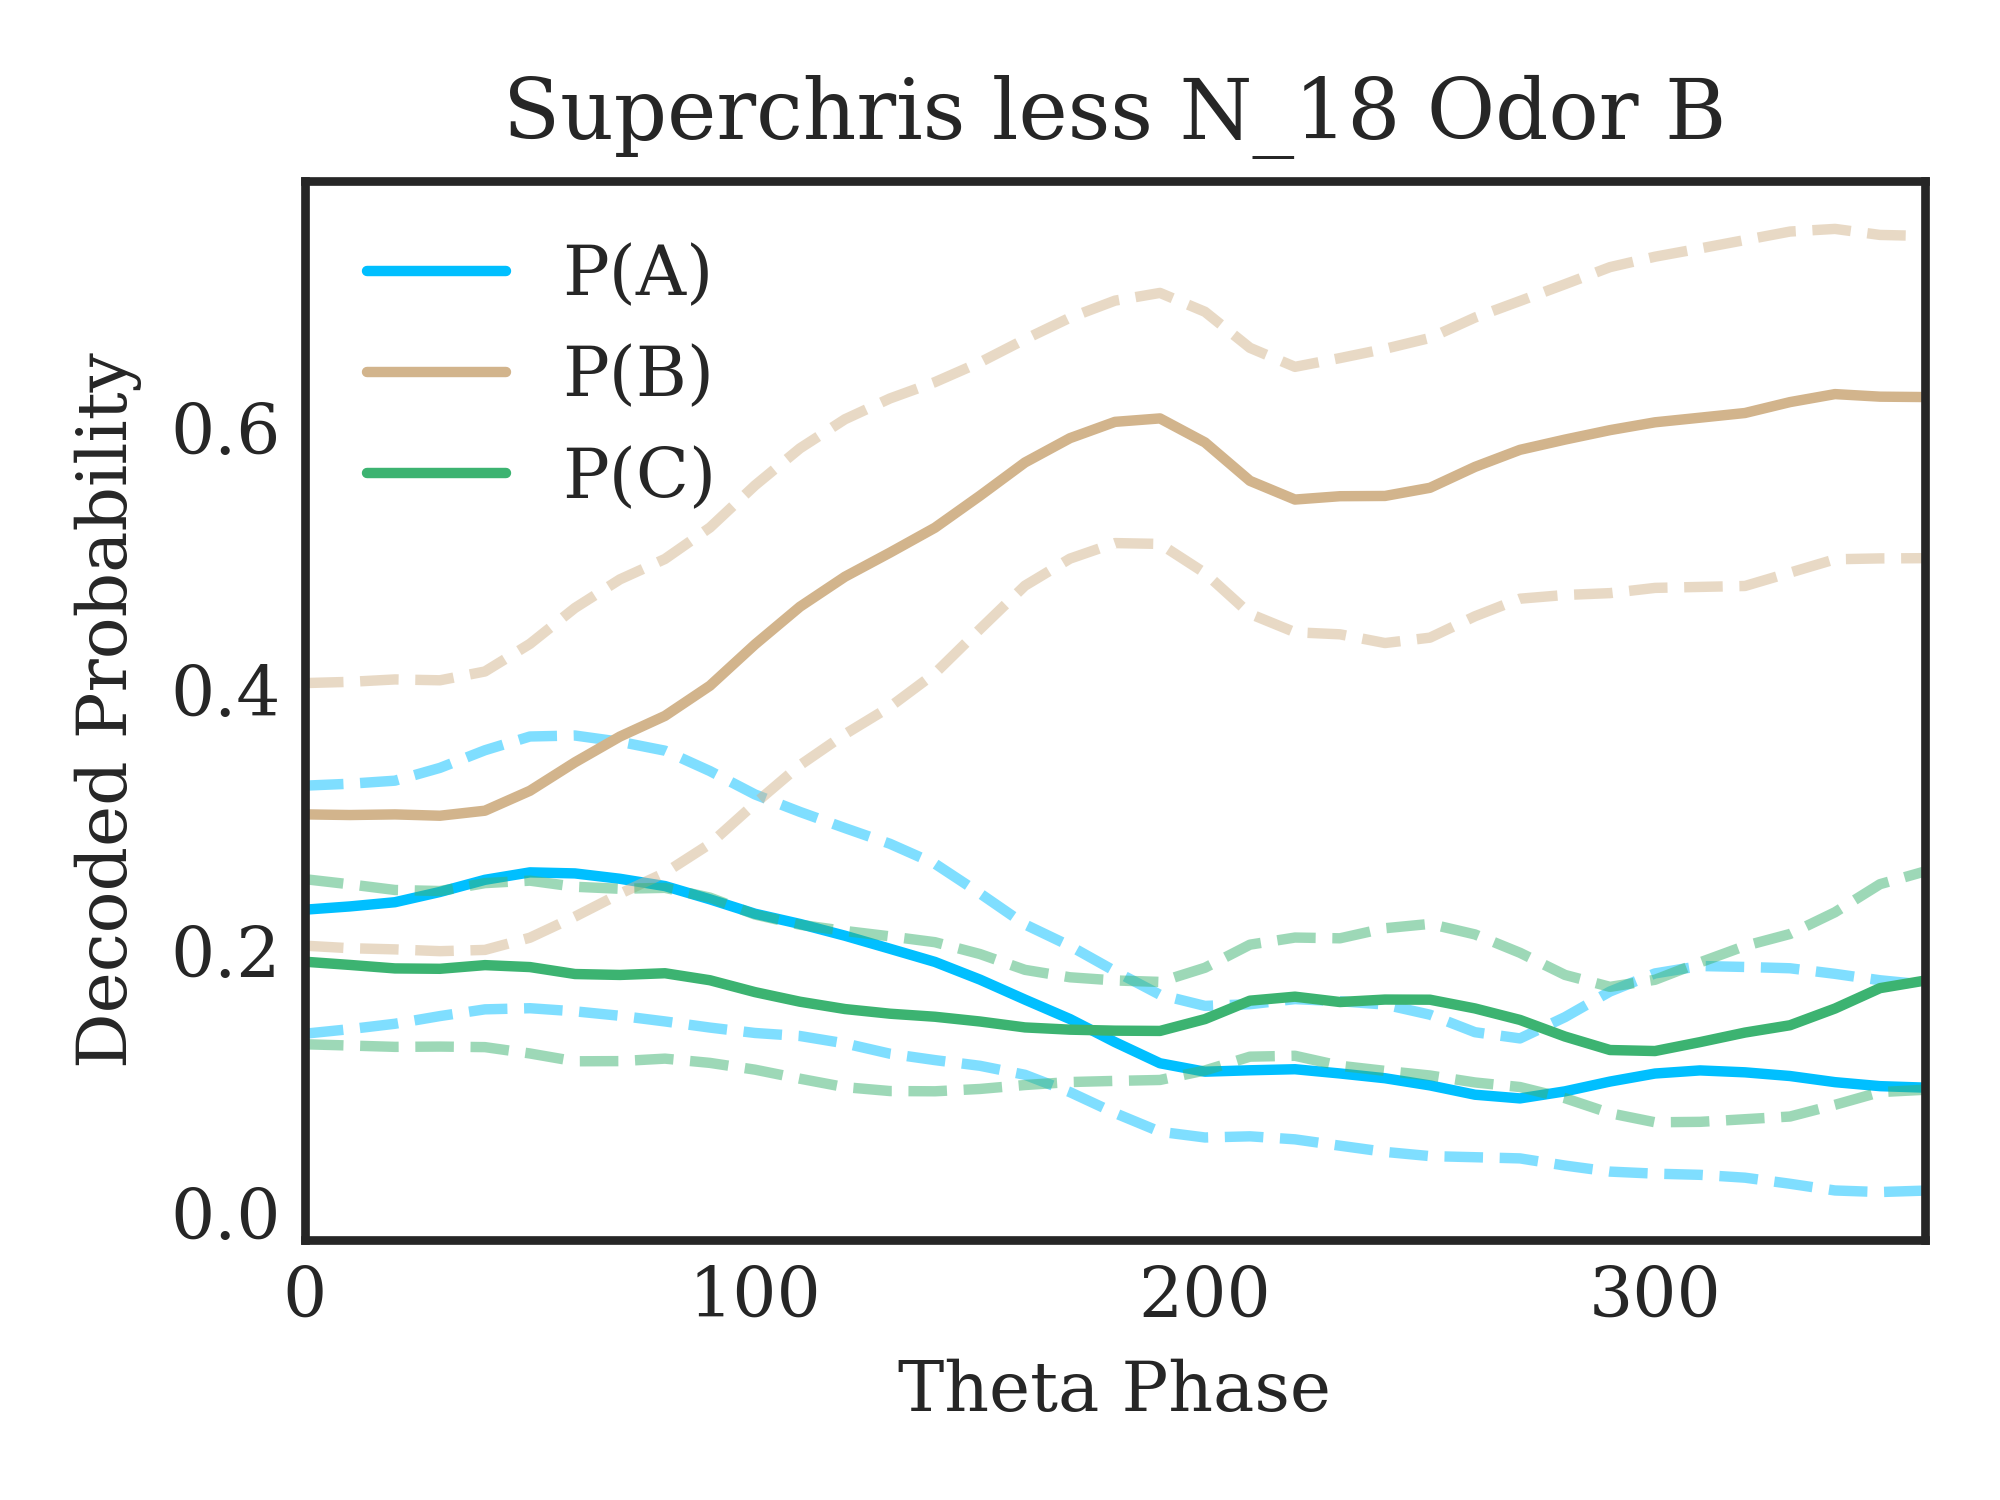 Superchris less N_18 Odor B
P(A)
P(B)
P(C)
Decoded Probability
0.6
0.4
0.2
0.0
0 100 200 300
Theta Phase